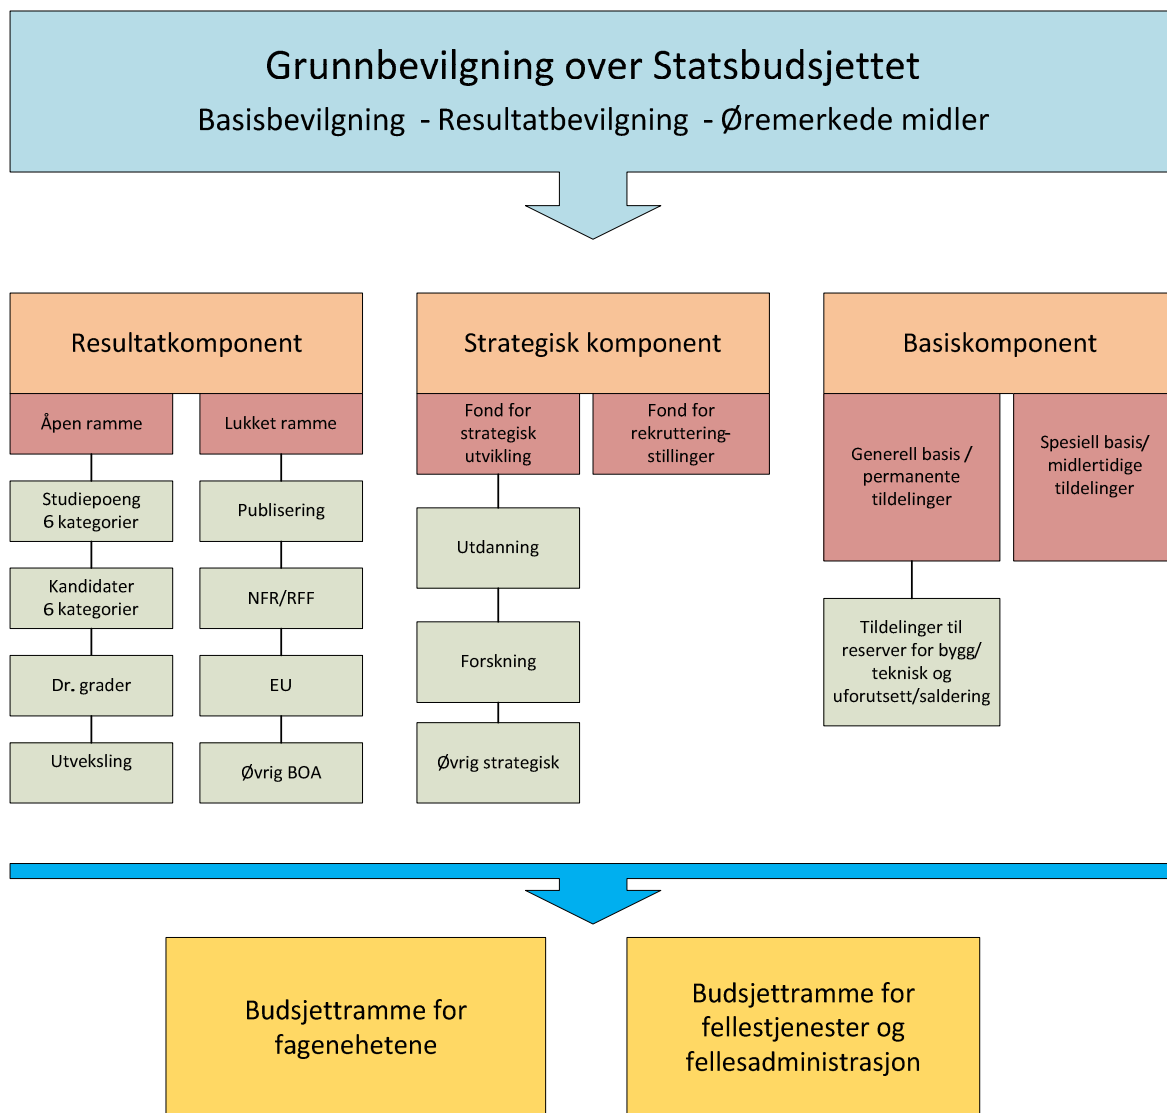 Grunnbevilgning over Statsbudsjettet
Basisbevilgning - Resultatbevilgning - Øremerkede midler
Resultatkomponent
Åpen ramme
Studiepoeng
6 kategorier
Kandidater
6 kategorier
Dr. grader
Utveksling
Lukket ramme
Publisering
NFR/RFF
EU
Øvrig BOA
Strategisk komponent
Fond for
strategisk
utvikling
Utdanning
Forskning
Øvrig strategisk
Fond for
rekruttering-
stillinger
Basiskomponent
Generell basis /
permanente
tildelinger
Tildelinger til
reserver for bygg/
teknisk og
uforutsett/saldering
Spesiell basis/
midlertidige
tildelinger
Budsjettramme for
fagenehetene
Budsjettramme for
fellestjenester og
fellesadministrasjon